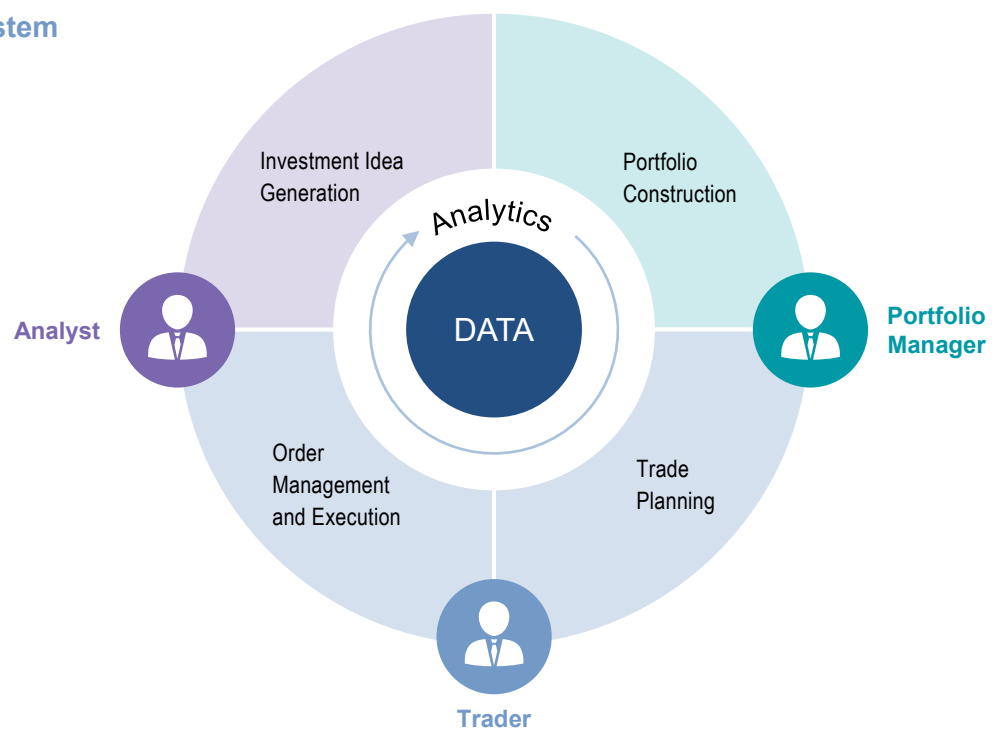 stem
Investment Idea
Generation
Portfolio
Construction
Analytics
DATA
Analyst
Portfolio
Manager
Order
Management
and Execution
Trade
Planning
Trader